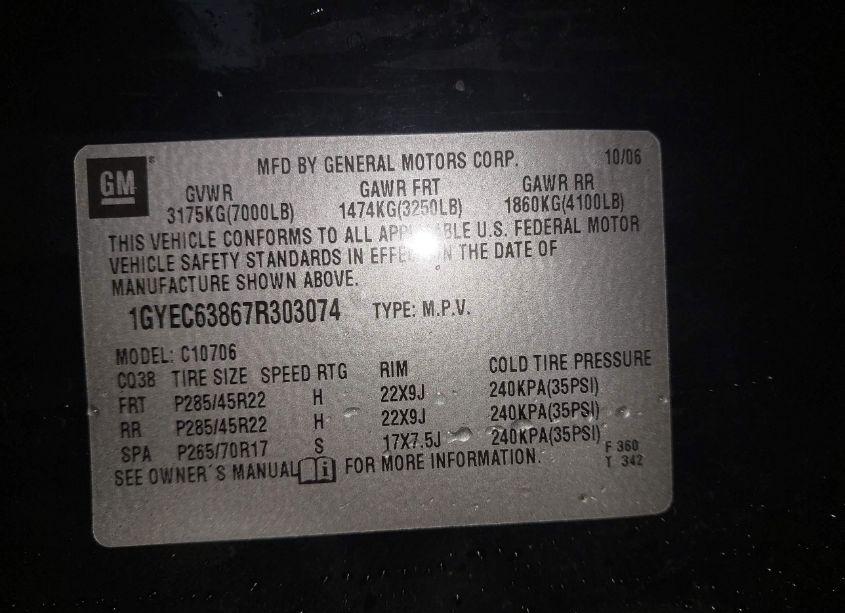 GM
MFD BY GENERAL MOTORS CORP. 10/06
GVWR GAWR FRT GAWR RR
3175KG(7000LB) 1474KG(3250LB) 1860KG(4100LB)
THIS VEHICLE CONFORMS TO ALL APPLICABLE U.S. FEDERAL MOTOR
VEHICLE SAFETY STANDARDS IN EFFECT ON THE DATE OF
MANUFACTURE SHOWN ABOVE.
1GYEC63867R303074 TYPE: M.P.V.
MODEL: C10706
CO38 TIRE SIZE SPEED RTG RIM COLD TIRE PRESSURE
FRT P285/45R22 H 22X9J 240KPA(35PSI)
RR P285/45R22 H 22X9J 240KPA(35PSI)
SPA P265/70R17 S 17X7.5J 240KPA(35PSI)
SEE OWNER´S MANUAL i FOR MORE INFORMATION.
F 360
T 342